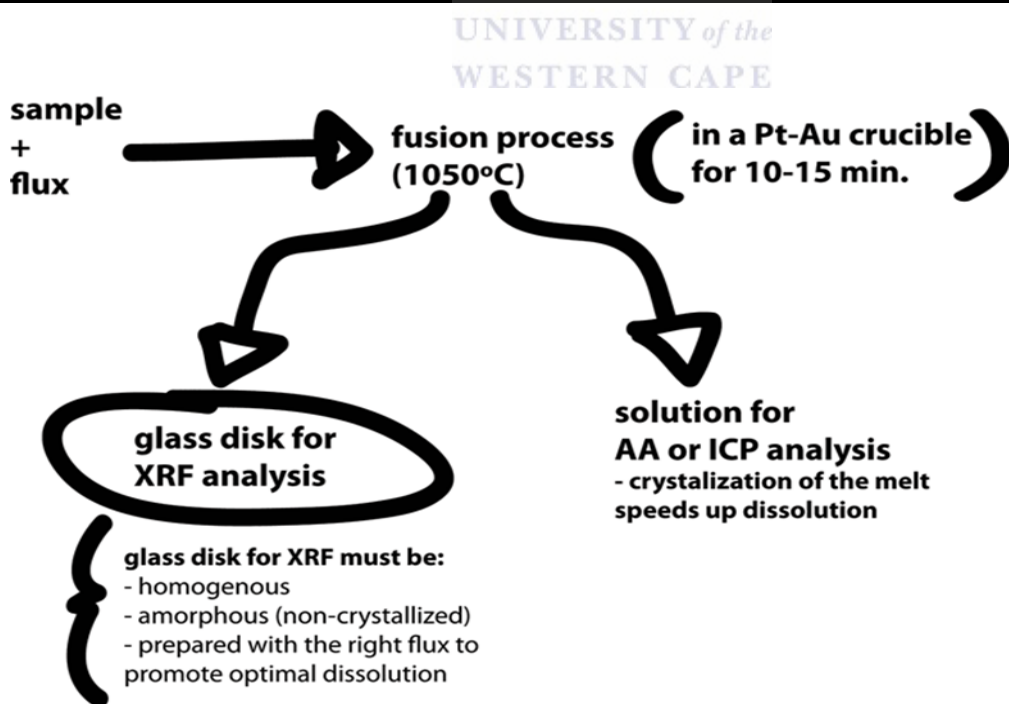 UNIVERSITY of the
WESTERN CAPE
sample
+
flux
fusion process
(1050ºC)
in a Pt-Au crucible
for 10-15 min.
glass disk for
XRF analysis
solution for
AA or ICP analysis
- crystalization of the melt
speeds up dissolution
glass disk for XRF must be:
- homogenous
- amorphous (non-crystallized)
- prepared with the right flux to
promote optimal dissolution